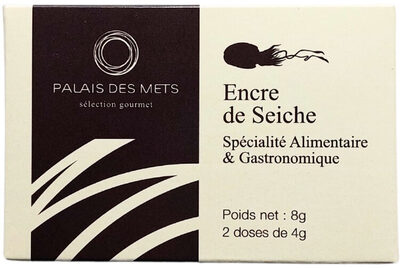 PALAIS DES METS
sélection gourmet
Encre
de Seiche
Spécialité Alimentaire
& Gastronomique
Poids net : 8g
2 doses de 4g